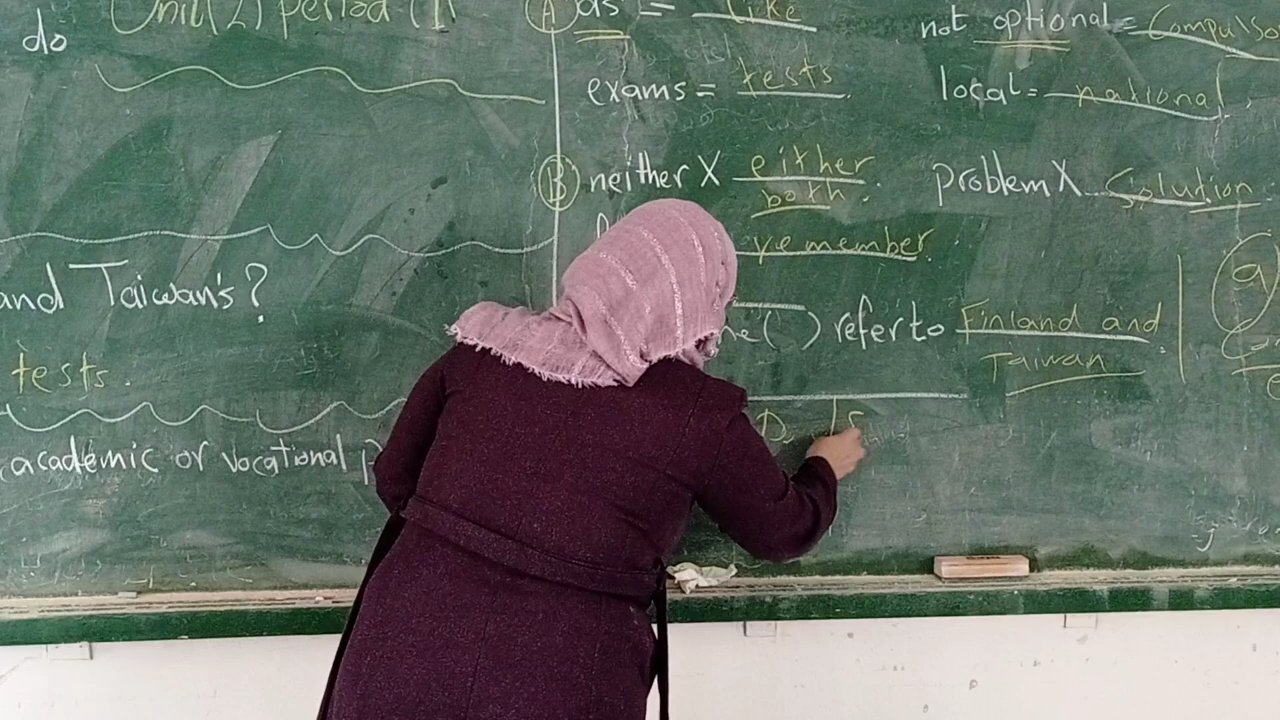 do
Unit(2) period (1)
and Taiwan's?
tests.
academic or vocational
A as = like
exams = tests
B neither X either
both.
remember.
( ) refer to Finland and
Taiwan
not optional = Compulso
local = national.
problem X Solution.
a)